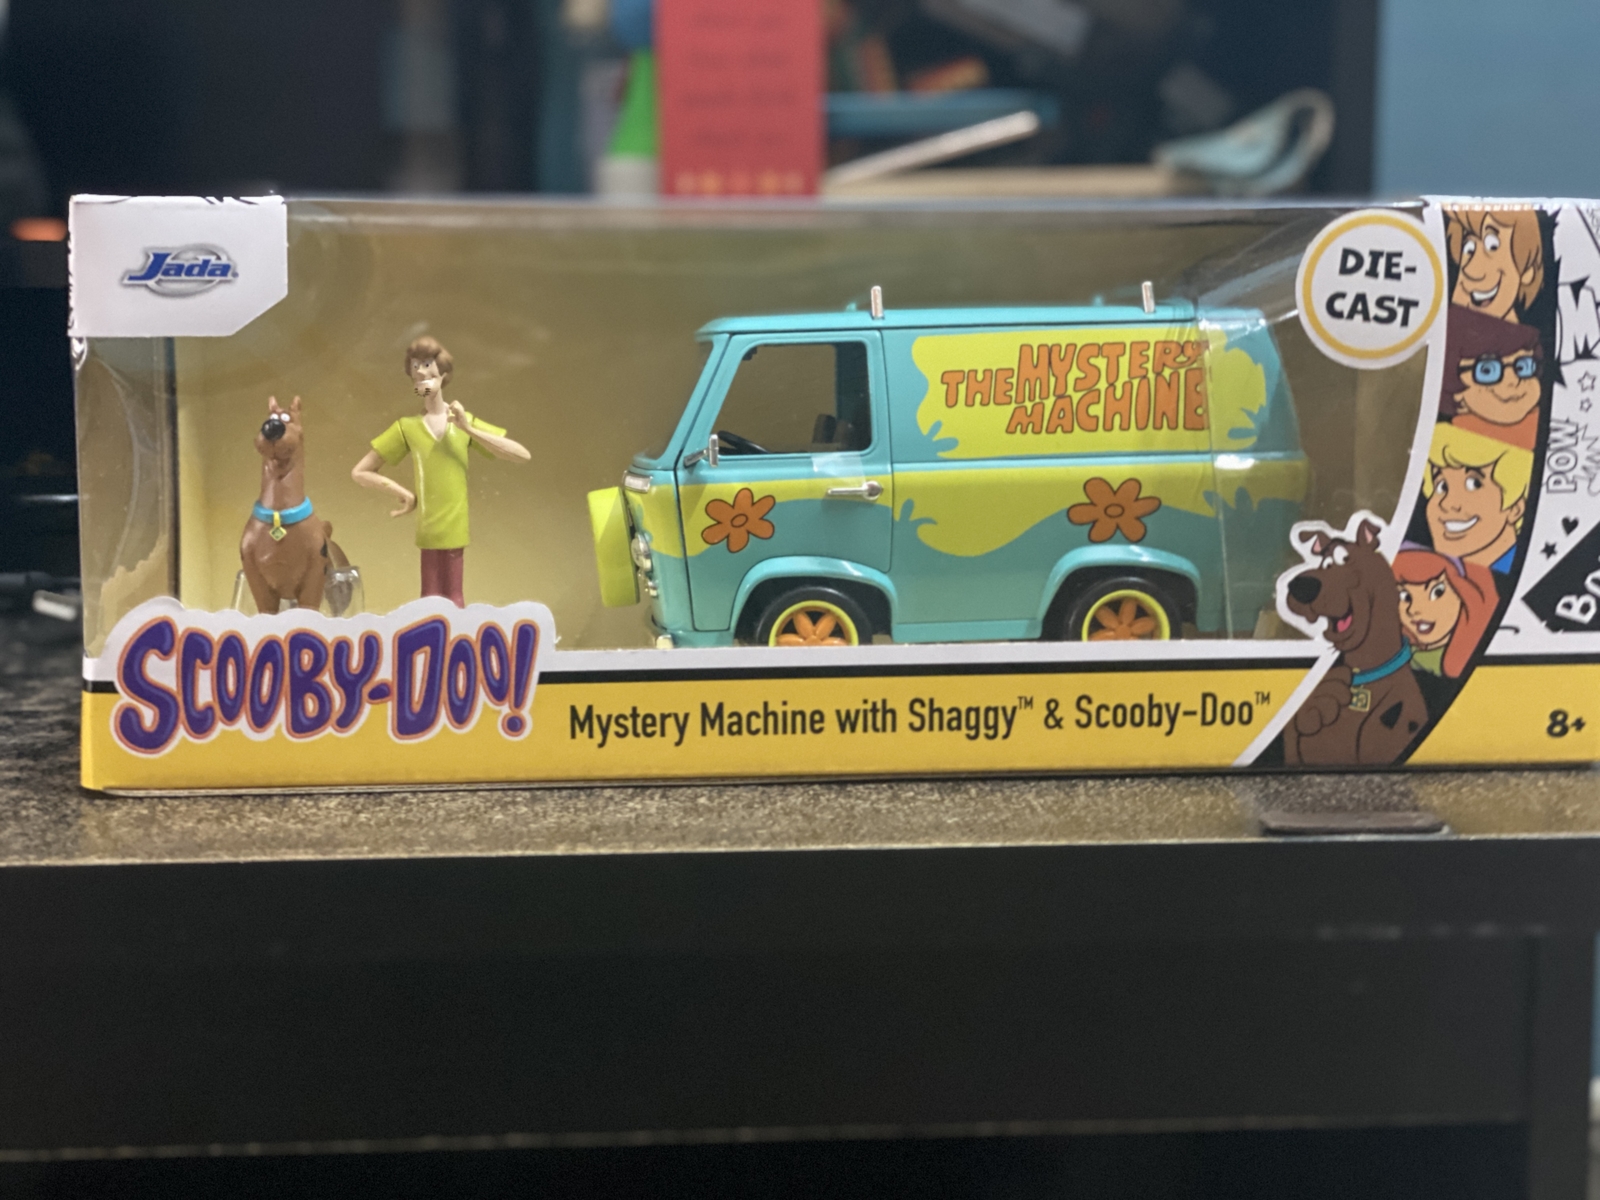 Jada
DIE-
CAST
THE MYSTERY
MACHINE
POW
SCOOBY-DOO!
Mystery Machine with Shaggy™ & Scooby-Doo™
8+